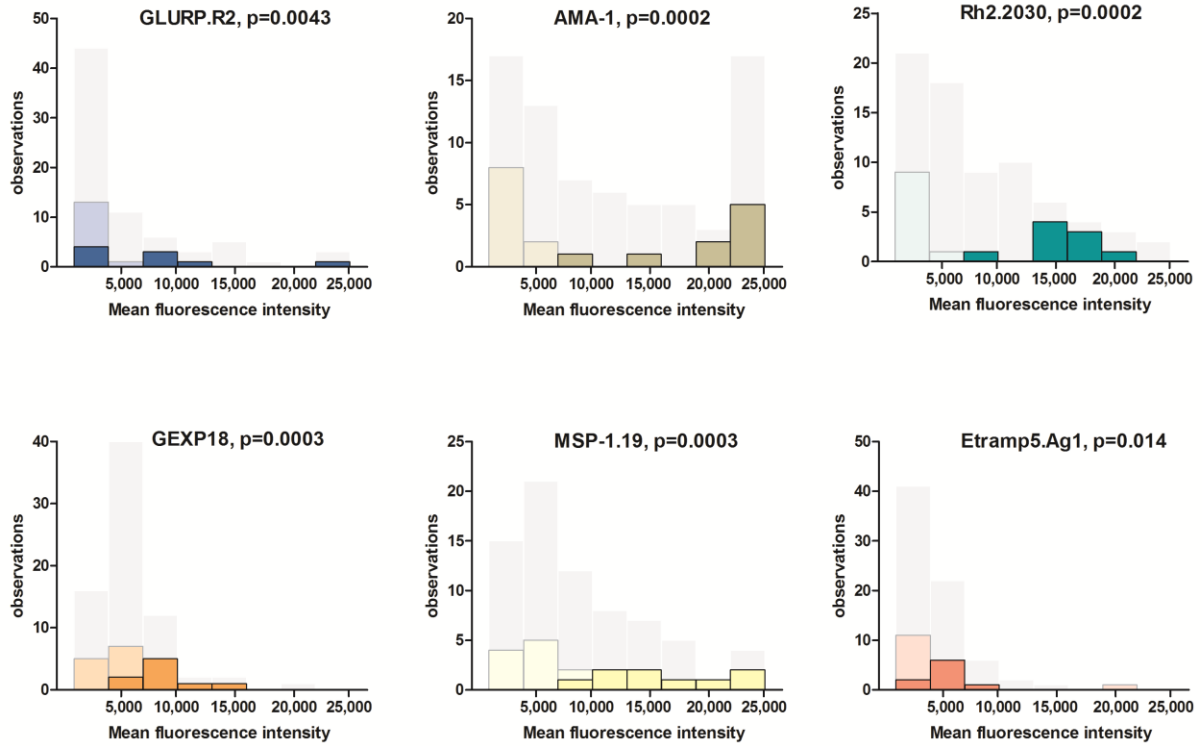 GLURP.R2, p=0.0043
50
40
30
20
10
0
observations
5,000 10,000 15,000 20,000 25,000
Mean fluorescence intensity
AMA-1, p=0.0002
20
15
10
5
0
observations
5,000 10,000 15,000 20,000 25,000
Mean fluorescence intensity
Rh2.2030, p=0.0002
25
20
15
10
5
0
observations
5,000 10,000 15,000 20,000 25,000
Mean fluorescence intensity
GEXP18, p=0.0003
40
30
20
10
0
observations
5,000 10,000 15,000 20,000 25,000
Mean fluorescence intensity
MSP-1.19, p=0.0003
25
20
15
10
5
0
observations
5,000 10,000 15,000 20,000 25,000
Mean fluorescence intensity
Etramp5.Ag1, p=0.014
50
40
30
20
10
0
observations
5,000 10,000 15,000 20,000 25,000
Mean fluorescence intensity